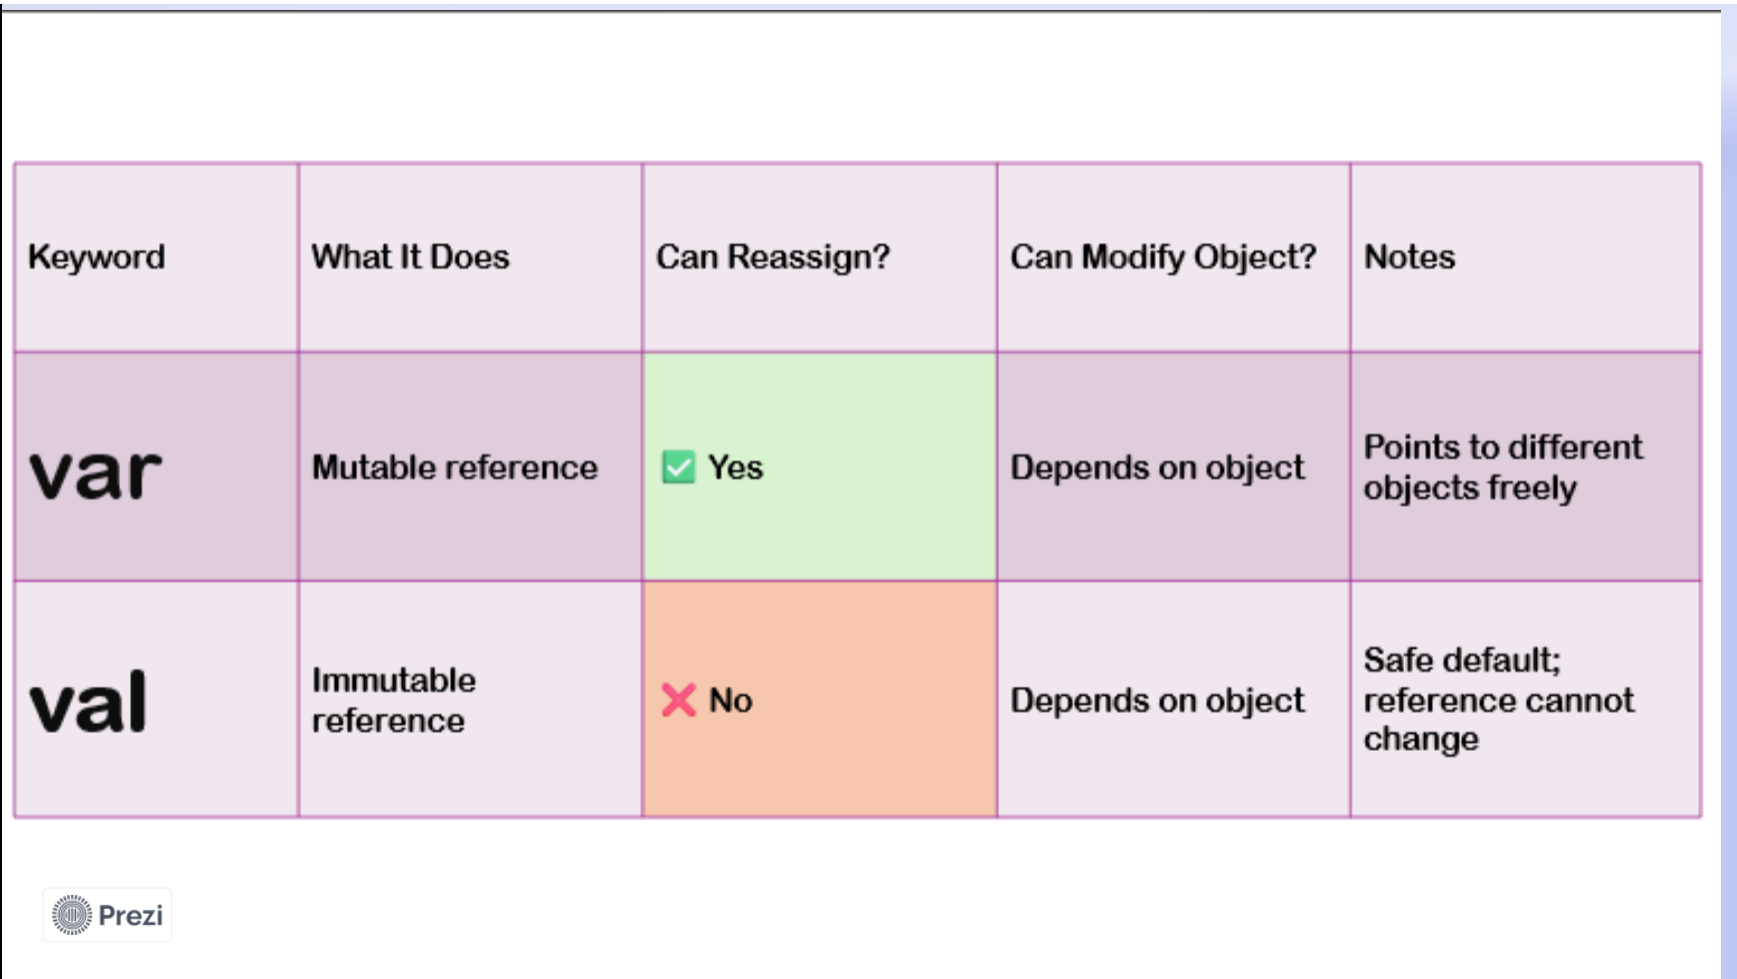 Keyword
What It Does
Can Reassign?
Can Modify Object?
Notes
var
Mutable reference
✅ Yes
Depends on object
Points to different
objects freely
val
Immutable
reference
❌ No
Depends on object
Safe default;
reference cannot
change
Prezi